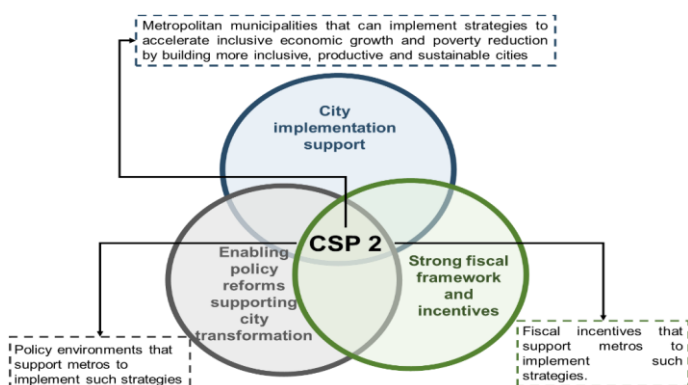 Metropolitan municipalities that can implement strategies to
accelerate inclusive economic growth and poverty reduction
by building more inclusive, productive and sustainable cities
City
implementation
support
CSP 2
Enabling
policy
reforms
supporting
city
transformation
Strong fiscal
framework
and
incentives
Policy environments that
support metros to
implement such strategies
Fiscal incentives that
support metros to
implement such
strategies.